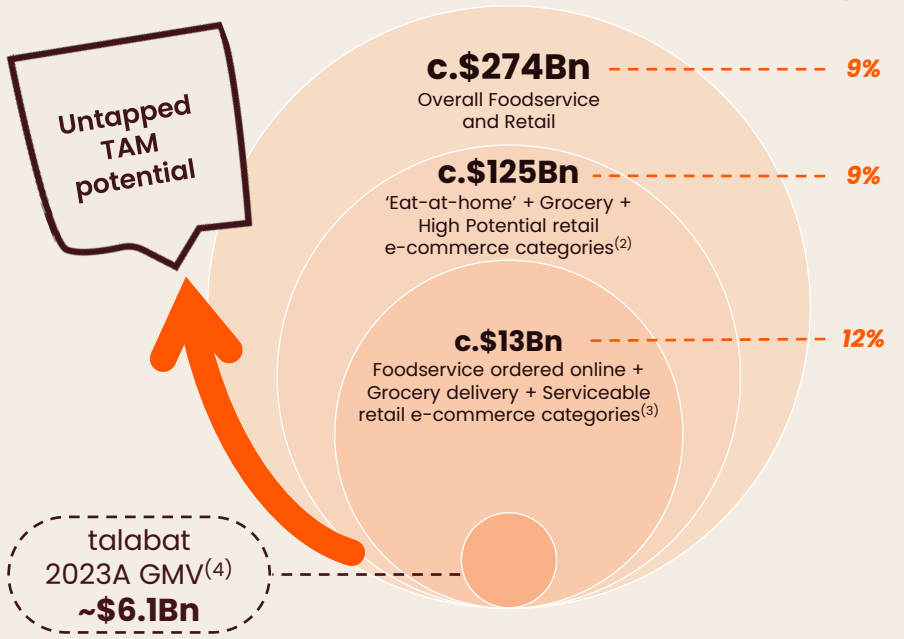 Untapped
TAM
potential
c.$274Bn
Overall Foodservice
and Retail
9%
c.$125Bn
‘Eat-at-home’ + Grocery +
High Potential retail
e-commerce categories(2)
9%
c.$13Bn
Foodservice ordered online +
Grocery delivery + Serviceable
retail e-commerce categories(3)
12%
talabat
2023A GMV(4)
~$6.1Bn